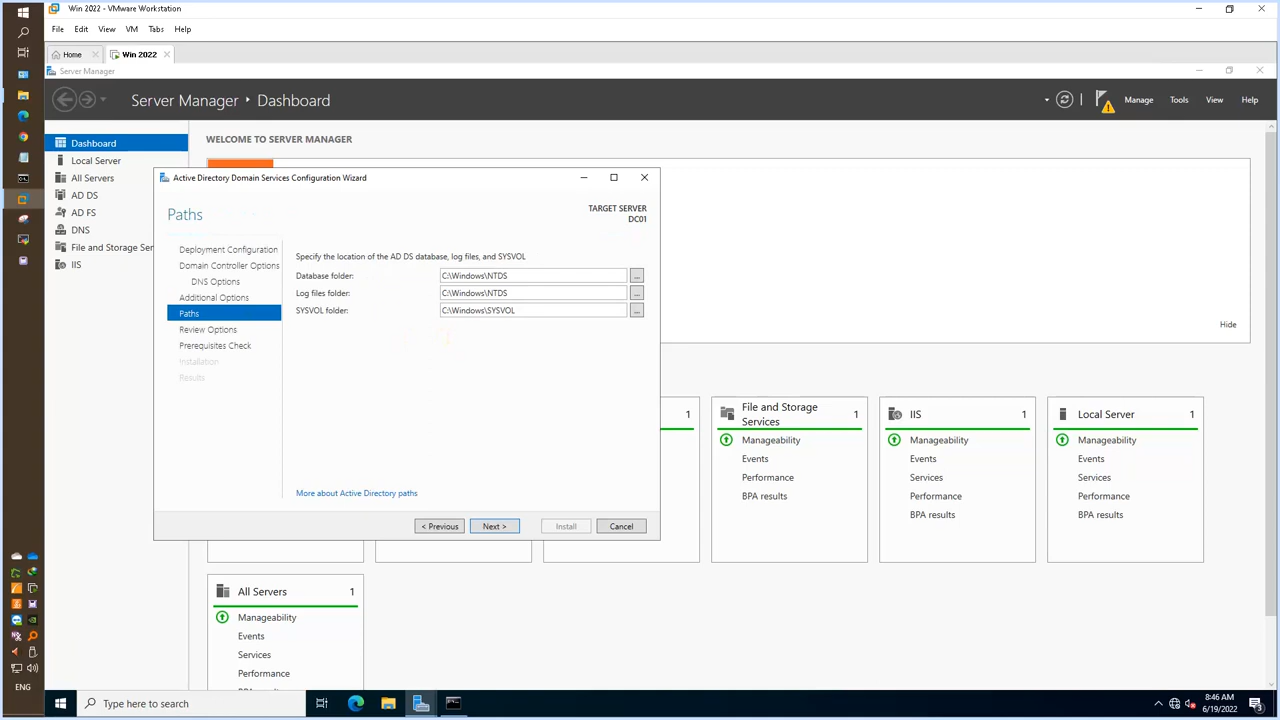 Win 2022 - VMware Workstation
File Edit View VM Tabs Help
Home
Win 2022
Server Manager
Server Manager ‣ Dashboard
Manage Tools View Help
Dashboard
Local Server
All Servers
AD DS
AD FS
DNS
File and Storage Ser
IIS
WELCOME TO SERVER MANAGER
Hide
Active Directory Domain Services Configuration Wizard
Paths
TARGET SERVER
DC01
Deployment Configuration
Domain Controller Options
DNS Options
Additional Options
Paths
Review Options
Prerequisites Check
Installation
Results
Specify the location of the AD DS database, log files, and SYSVOL
Database folder: C:\Windows\NTDS ...
Log files folder: C:\Windows\NTDS ...
SYSVOL folder: C:\Windows\SYSVOL ...
More about Active Directory paths
< Previous Next > Install Cancel
1
File and Storage
Services 1
Manageability
Events
Performance
BPA results
IIS 1
Manageability
Events
Services
Performance
BPA results
Local Server 1
Manageability
Events
Services
Performance
BPA results
All Servers 1
Manageability
Events
Services
Performance
ENG
Type here to search
8:46 AM
6/19/2022
3